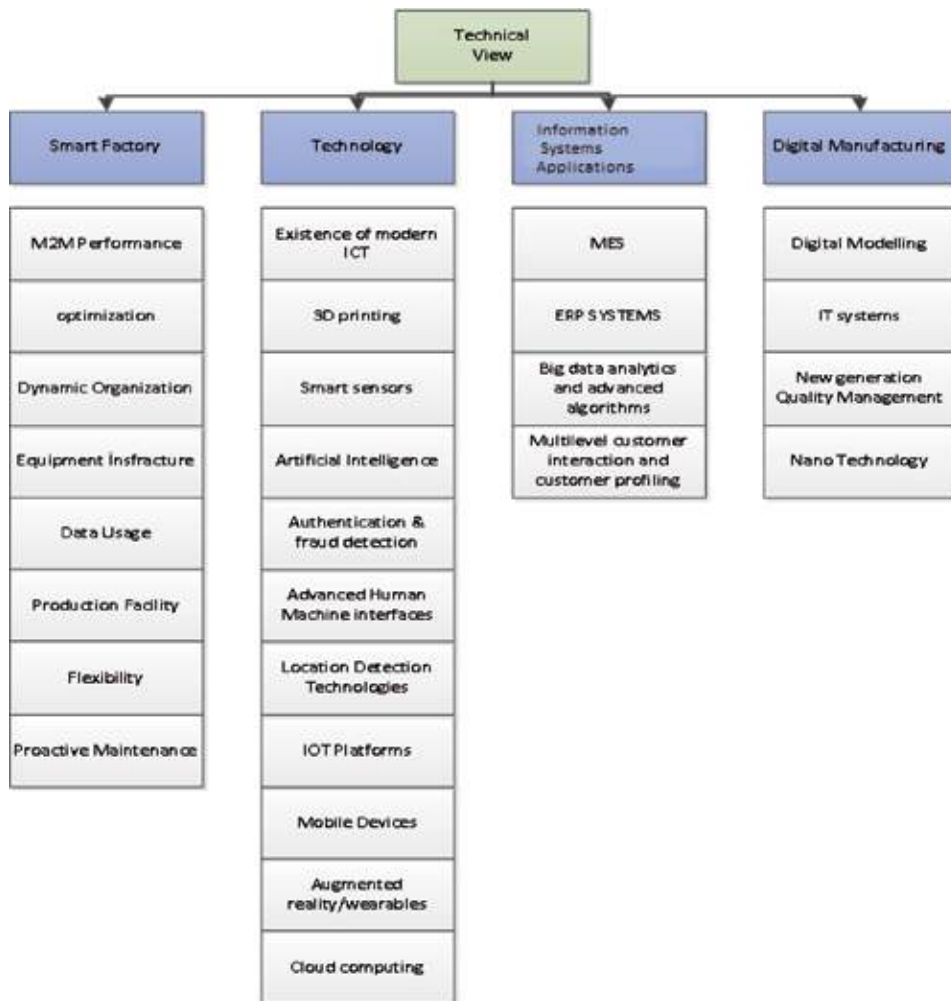 Technical
View
Smart Factory
Technology
Information
Systems
Applications
Digital Manufacturing
M2M Performance
optimization
Dynamic Organization
Equipment Insfracture
Data Usage
Production Facility
Flexibility
Proactive Maintenance
Existence of modern
ICT
3D printing
Smart sensors
Artificial Intelligence
Authentication &
fraud detection
Advanced Human
Machine interfaces
Location Detection
Technologies
IOT Platforms
Mobile Devices
Augmented
reality/wearables
Cloud computing
MES
ERP SYSTEMS
Big data analytics
and advanced
algorithms
Multilevel customer
interaction and
customer profiling
Digital Modelling
IT systems
New generation
Quality Management
Nano Technology